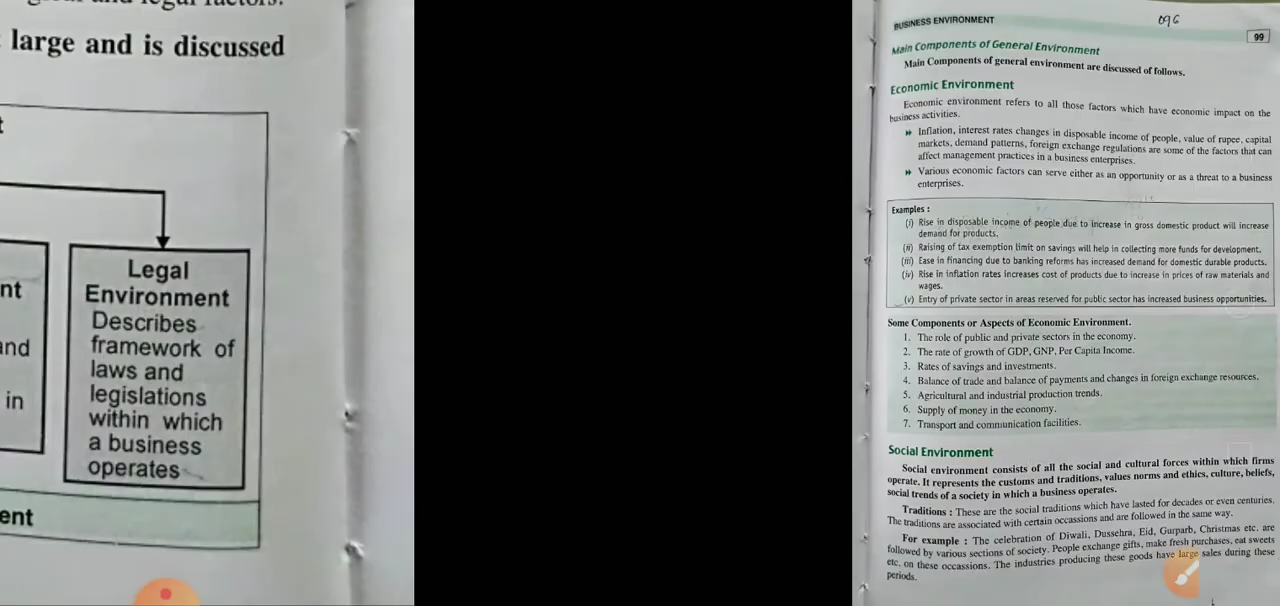 large and is discussed
nt
and
in
Legal
Environment
Describes
framework of
laws and
legislations
within which
a business
operates
ent
BUSINESS ENVIRONMENT
096
99
Main Components of General Environment
Main Components of general environment are discussed of follows.
Economic Environment
Economic environment refers to all those factors which have economic impact on the
business activities.
Inflation, interest rates changes in disposable income of people, value of rupee, capital
markets, demand patterns, foreign exchange regulations are some of the factors that can
affect management practices in a business enterprises.
Various economic factors can serve either as an opportunity or as a threat to a business
enterprises.
Examples :
(i) Rise in disposable income of people due to increase in gross domestic product will increase
demand for products.
(ii) Raising of tax exemption limit on savings will help in collecting more funds for development.
(iii) Ease in financing due to banking reforms has increased demand for domestic durable products.
(iv) Rise in inflation rates increases cost of products due to increase in prices of raw materials and
wages.
(v) Entry of private sector in areas reserved for public sector has increased business opportunities.
Some Components or Aspects of Economic Environment.
1. The role of public and private sectors in the economy.
2. The rate of growth of GDP, GNP, Per Capita Income.
3. Rates of savings and investments.
4. Balance of trade and balance of payments and changes in foreign exchange resources.
5. Agricultural and industrial production trends.
6. Supply of money in the economy.
7. Transport and communication facilities.
Social Environment
Social environment consists of all the social and cultural forces within which firms
operate. It represents the customs and traditions, values norms and ethics, culture, beliefs,
social trends of a society in which a business operates.
Traditions : These are the social traditions which have lasted for decades or even centuries.
The traditions are associated with certain occassions and are followed in the same way.
For example : The celebration of Diwali, Dussehra, Eid, Gurparb, Christmas etc. are
followed by various sections of society. People exchange gifts, make fresh purchases, eat sweets
etc. on these occassions. The industries producing these goods have large sales during these
periods.